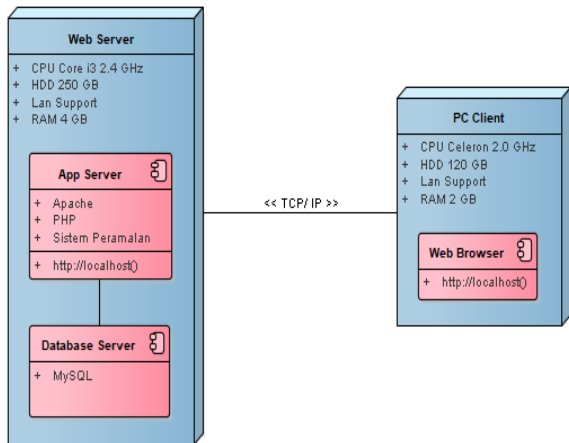 Web Server
+ CPU Core i3 2.4 GHz
+ HDD 250 GB
+ Lan Support
+ RAM 4 GB
App Server
+ Apache
+ PHP
+ Sistem Peramalan
+ http://localhost()
Database Server
+ MySQL
<< TCP/ IP >>
PC Client
+ CPU Celeron 2.0 GHz
+ HDD 120 GB
+ Lan Support
+ RAM 2 GB
Web Browser
+ http://localhost()